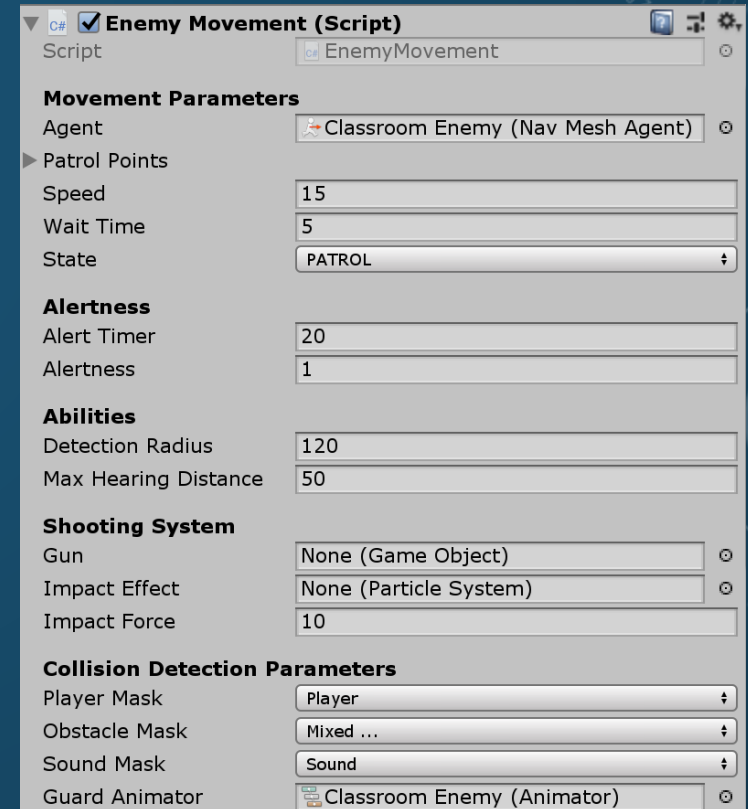 C# Enemy Movement (Script)
Script C# EnemyMovement
Movement Parameters
Agent Classroom Enemy (Nav Mesh Agent)
Patrol Points
Speed 15
Wait Time 5
State PATROL
Alertness
Alert Timer 20
Alertness 1
Abilities
Detection Radius 120
Max Hearing Distance 50
Shooting System
Gun None (Game Object)
Impact Effect None (Particle System)
Impact Force 10
Collision Detection Parameters
Player Mask Player
Obstacle Mask Mixed ...
Sound Mask Sound
Guard Animator Classroom Enemy (Animator)